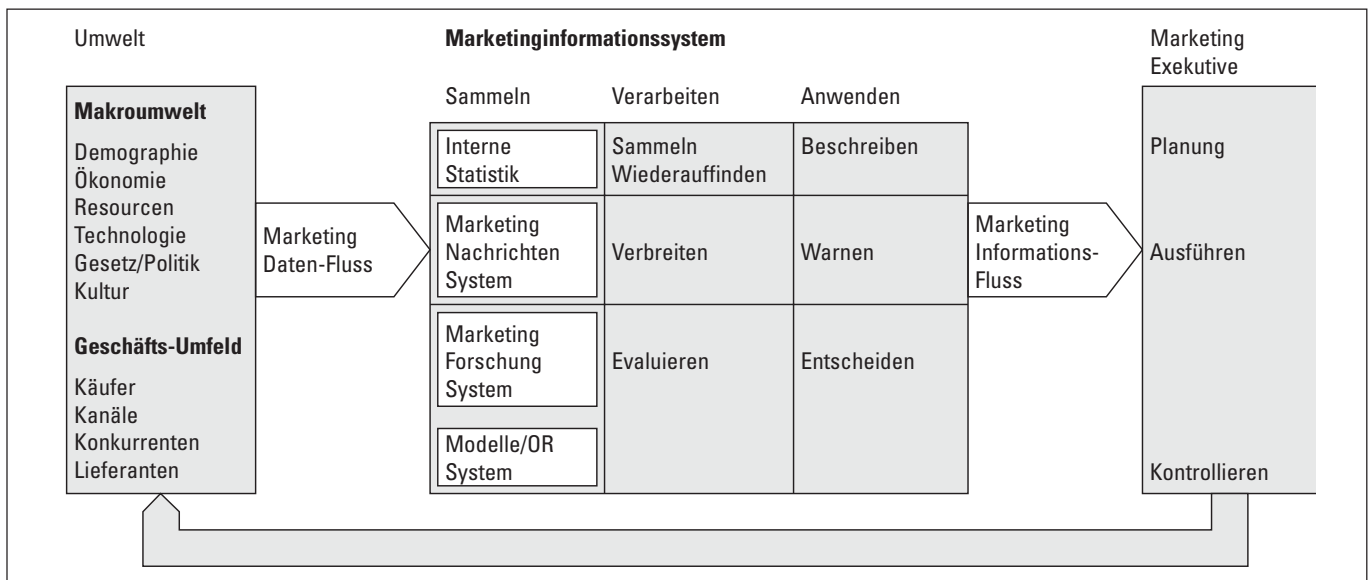 Umwelt
Marketinginformationssystem
Marketing
Exekutive
Makroumwelt
Demographie
Ökonomie
Resourcen
Technologie
Gesetz/Politik
Kultur
Geschäfts-Umfeld
Käufer
Kanäle
Konkurrenten
Lieferanten
Marketing
Daten-Fluss
Sammeln
Verarbeiten
Anwenden
Interne
Statistik
Sammeln
Wiederauffinden
Beschreiben
Marketing
Nachrichten
System
Verbreiten
Warnen
Marketing
Forschung
System
Evaluieren
Entscheiden
Modelle/OR
System
Marketing
Informations-
Fluss
Planung
Ausführen
Kontrollieren